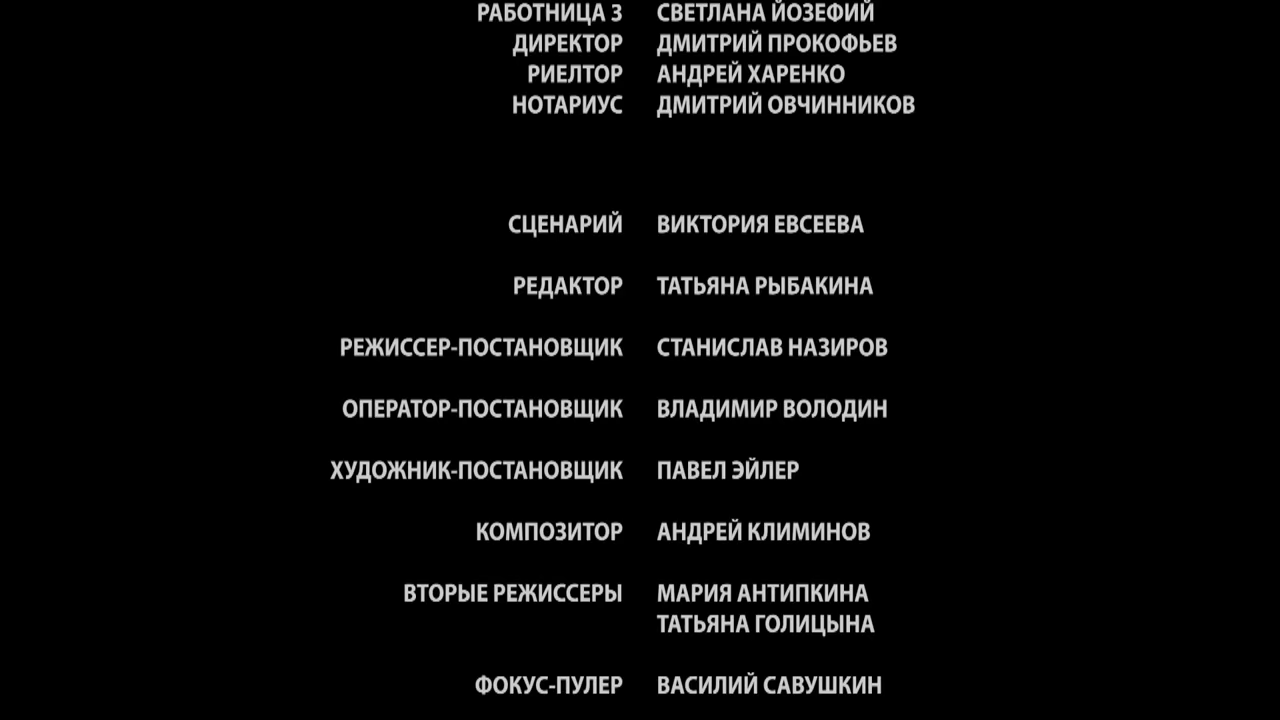 РАБОТНИЦА 3 СВЕТЛАНА ЙОЗЕФИЙ
ДИРЕКТОР ДМИТРИЙ ПРОКОФЬЕВ
РИЕЛТОР АНДРЕЙ ХАРЕНКО
НОТАРИУС ДМИТРИЙ ОВЧИННИКОВ
СЦЕНАРИЙ ВИКТОРИЯ ЕВСЕЕВА
РЕДАКТОР ТАТЬЯНА РЫБАКИНА
РЕЖИССЕР-ПОСТАНОВЩИК СТАНИСЛАВ НАЗИРОВ
ОПЕРАТОР-ПОСТАНОВЩИК ВЛАДИМИР ВОЛОДИН
ХУДОЖНИК-ПОСТАНОВЩИК ПАВЕЛ ЭЙЛЕР
КОМПОЗИТОР АНДРЕЙ КЛИМИНОВ
ВТОРЫЕ РЕЖИССЕРЫ МАРИЯ АНТИПКИНА
ТАТЬЯНА ГОЛИЦЫНА
ФОКУС-ПУЛЕР ВАСИЛИЙ САВУШКИН